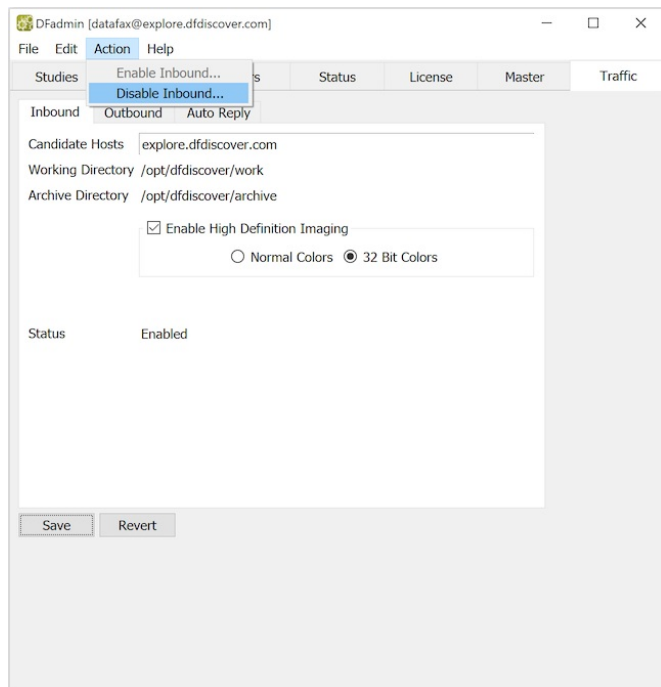 DFadmin [datafax@explore.dfdiscover.com]
File Edit Action Help
Studies Status License Master Traffic
Enable Inbound...
Disable Inbound...
Inbound Outbound Auto Reply
Candidate Hosts explore.dfdiscover.com
Working Directory /opt/dfdiscover/work
Archive Directory /opt/dfdiscover/archive
Enable High Definition Imaging
Normal Colors 32 Bit Colors
Status Enabled
Save Revert